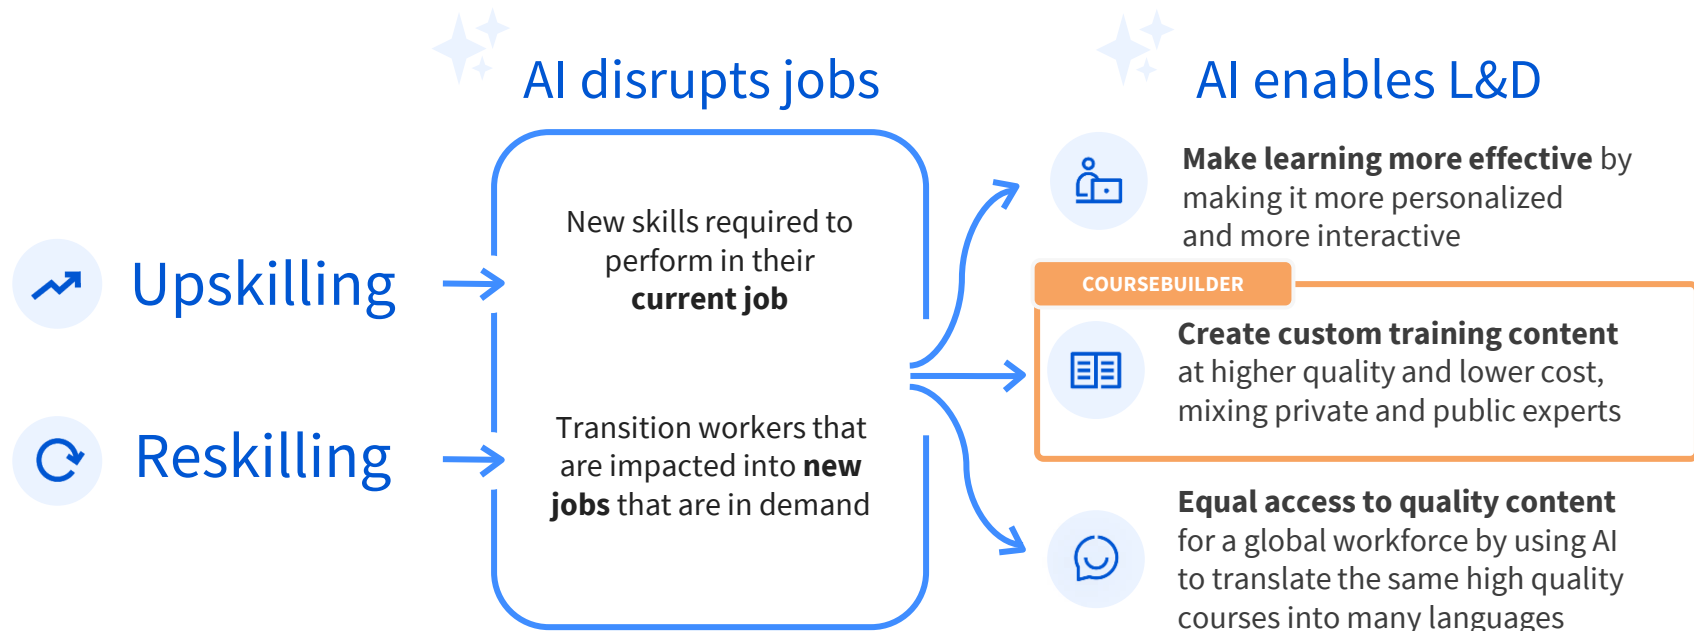 AI disrupts jobs
AI enables L&D
Upskilling
Reskilling
New skills required to
perform in their
current job
Transition workers that
are impacted into new
jobs that are in demand
Make learning more effective by
making it more personalized
and more interactive
COURSEBUILDER
Create custom training content
at higher quality and lower cost,
mixing private and public experts
Equal access to quality content
for a global workforce by using AI
to translate the same high quality
courses into many languages